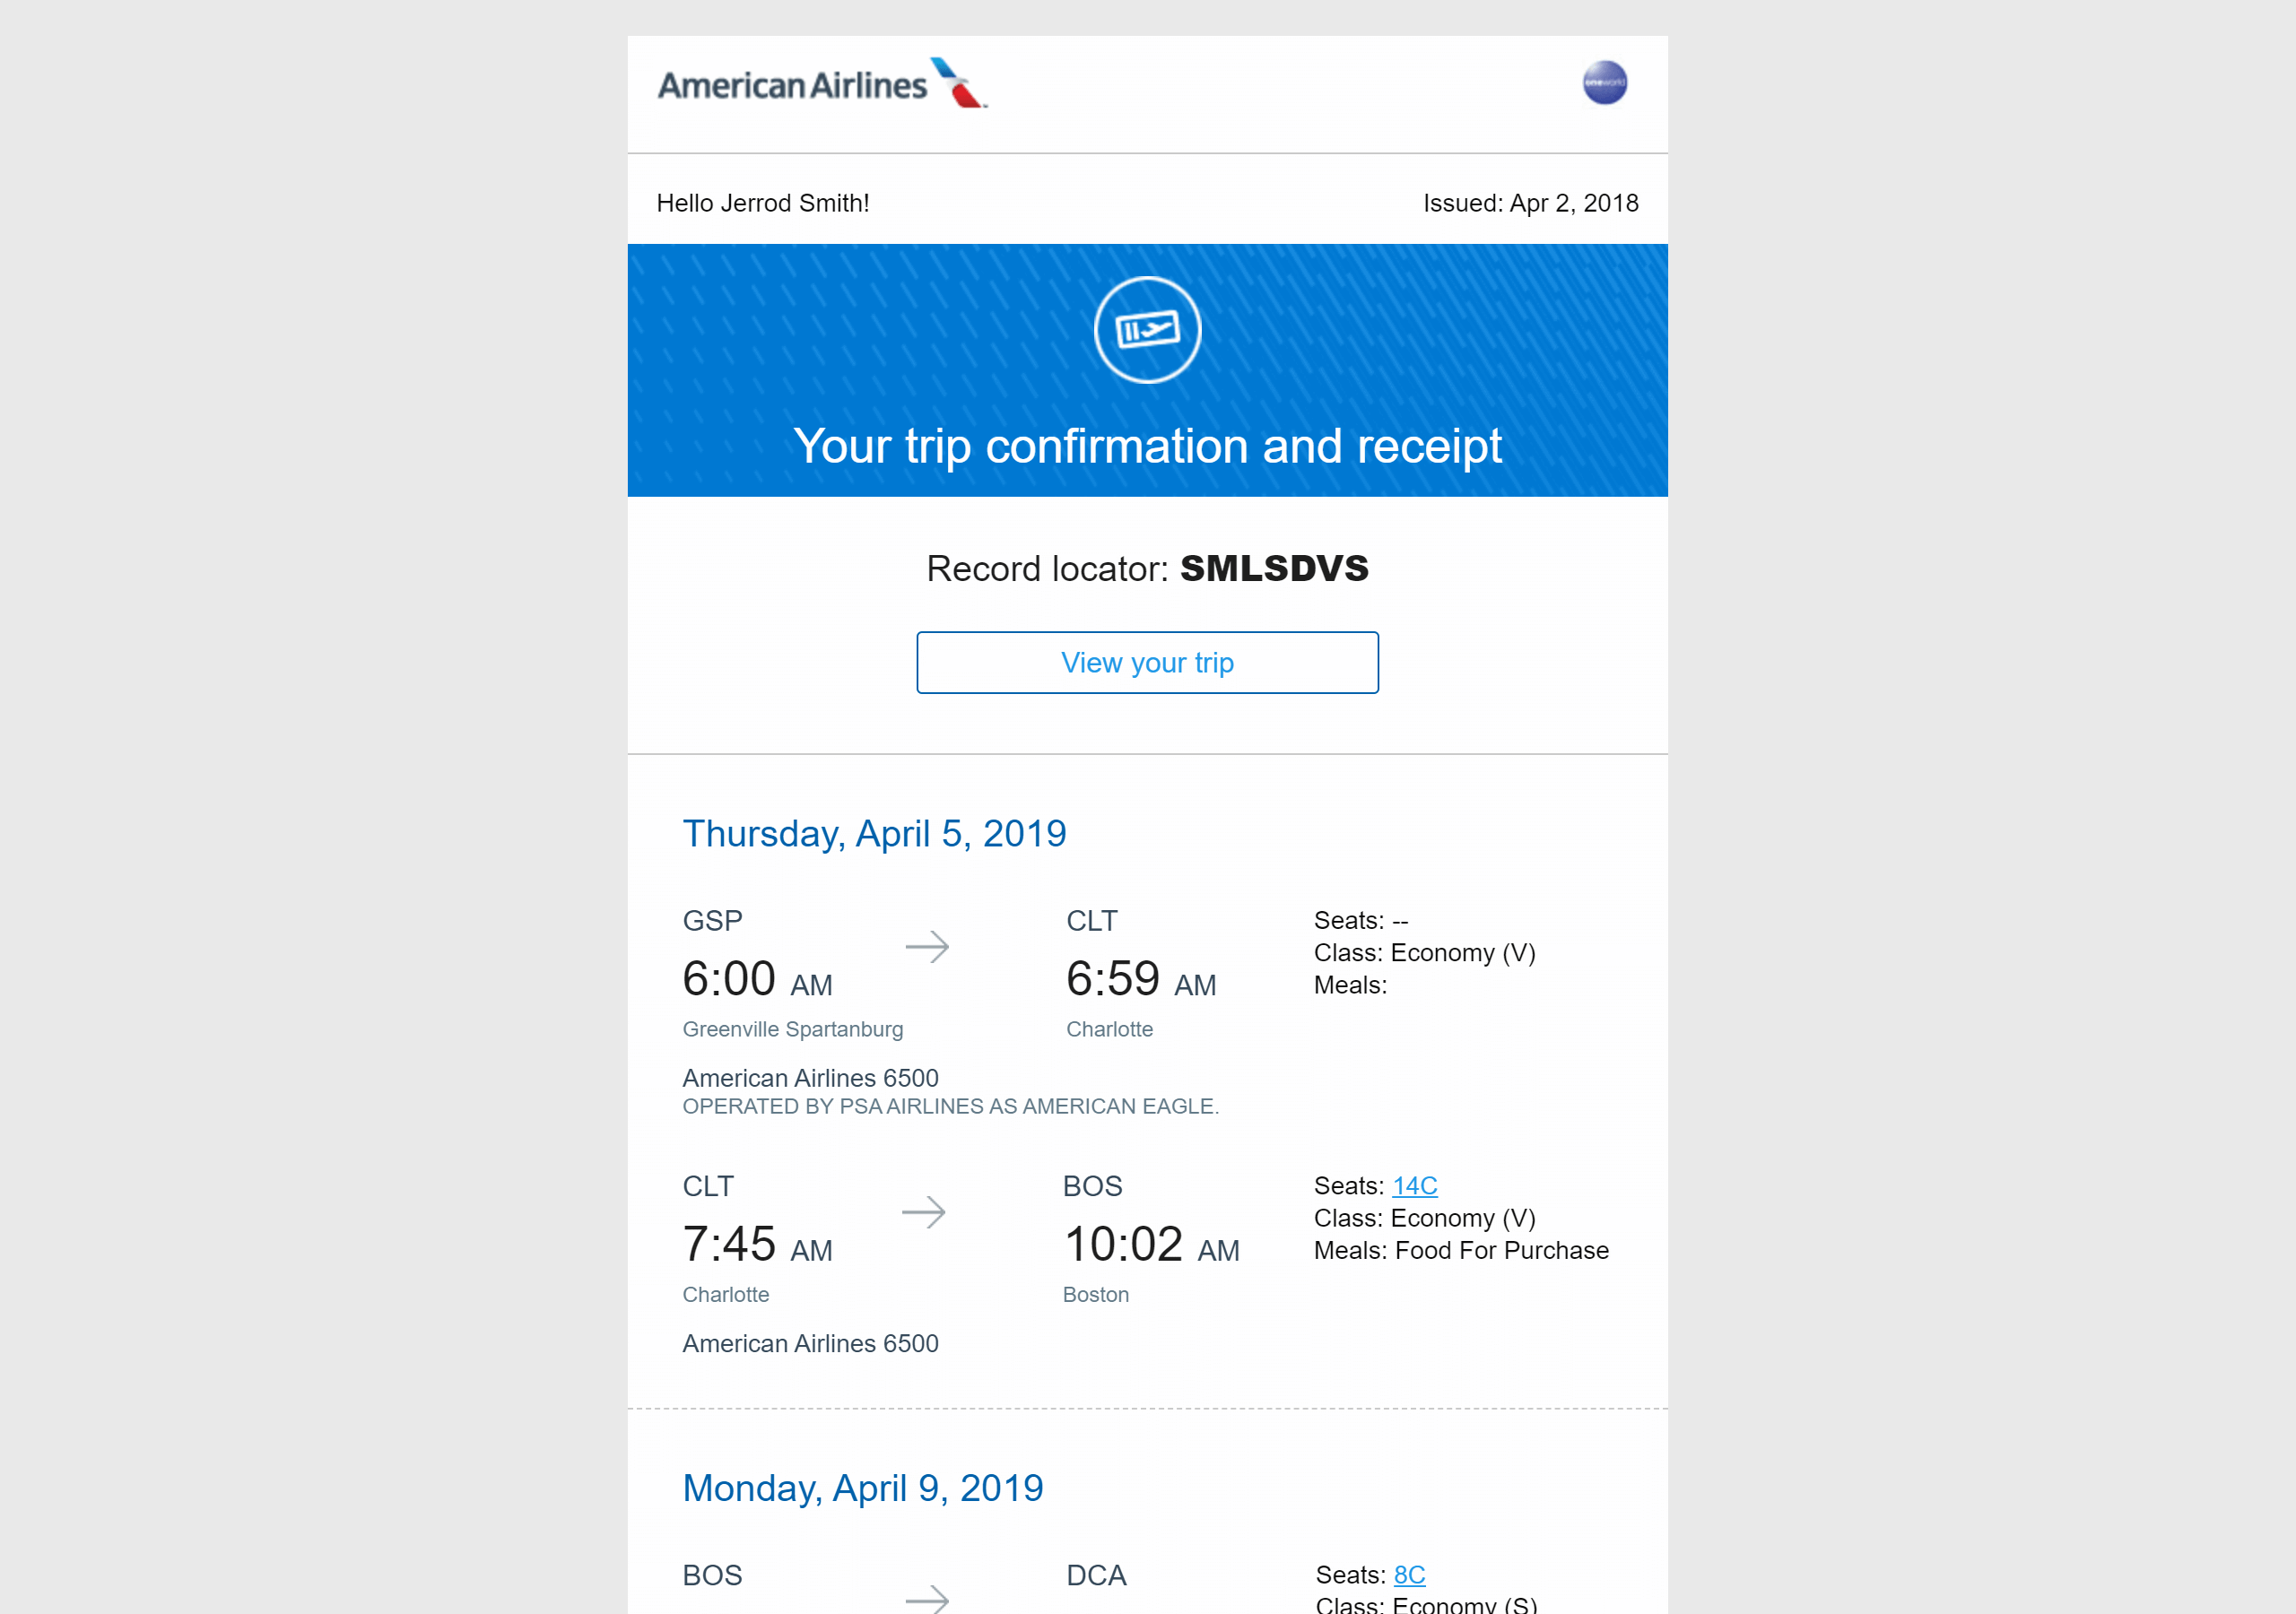 American Airlines
oneworld
Hello Jerrod Smith!
Issued: Apr 2, 2018
Your trip confirmation and receipt
Record locator: SMLSDVS
View your trip
Thursday, April 5, 2019
GSP
6:00 AM
Greenville Spartanburg
CLT
6:59 AM
Charlotte
Seats: --
Class: Economy (V)
Meals:
American Airlines 6500
OPERATED BY PSA AIRLINES AS AMERICAN EAGLE.
CLT
7:45 AM
Charlotte
BOS
10:02 AM
Boston
Seats: 14C
Class: Economy (V)
Meals: Food For Purchase
American Airlines 6500
Monday, April 9, 2019
BOS
DCA
Seats: 8C
Class: Economy (S)